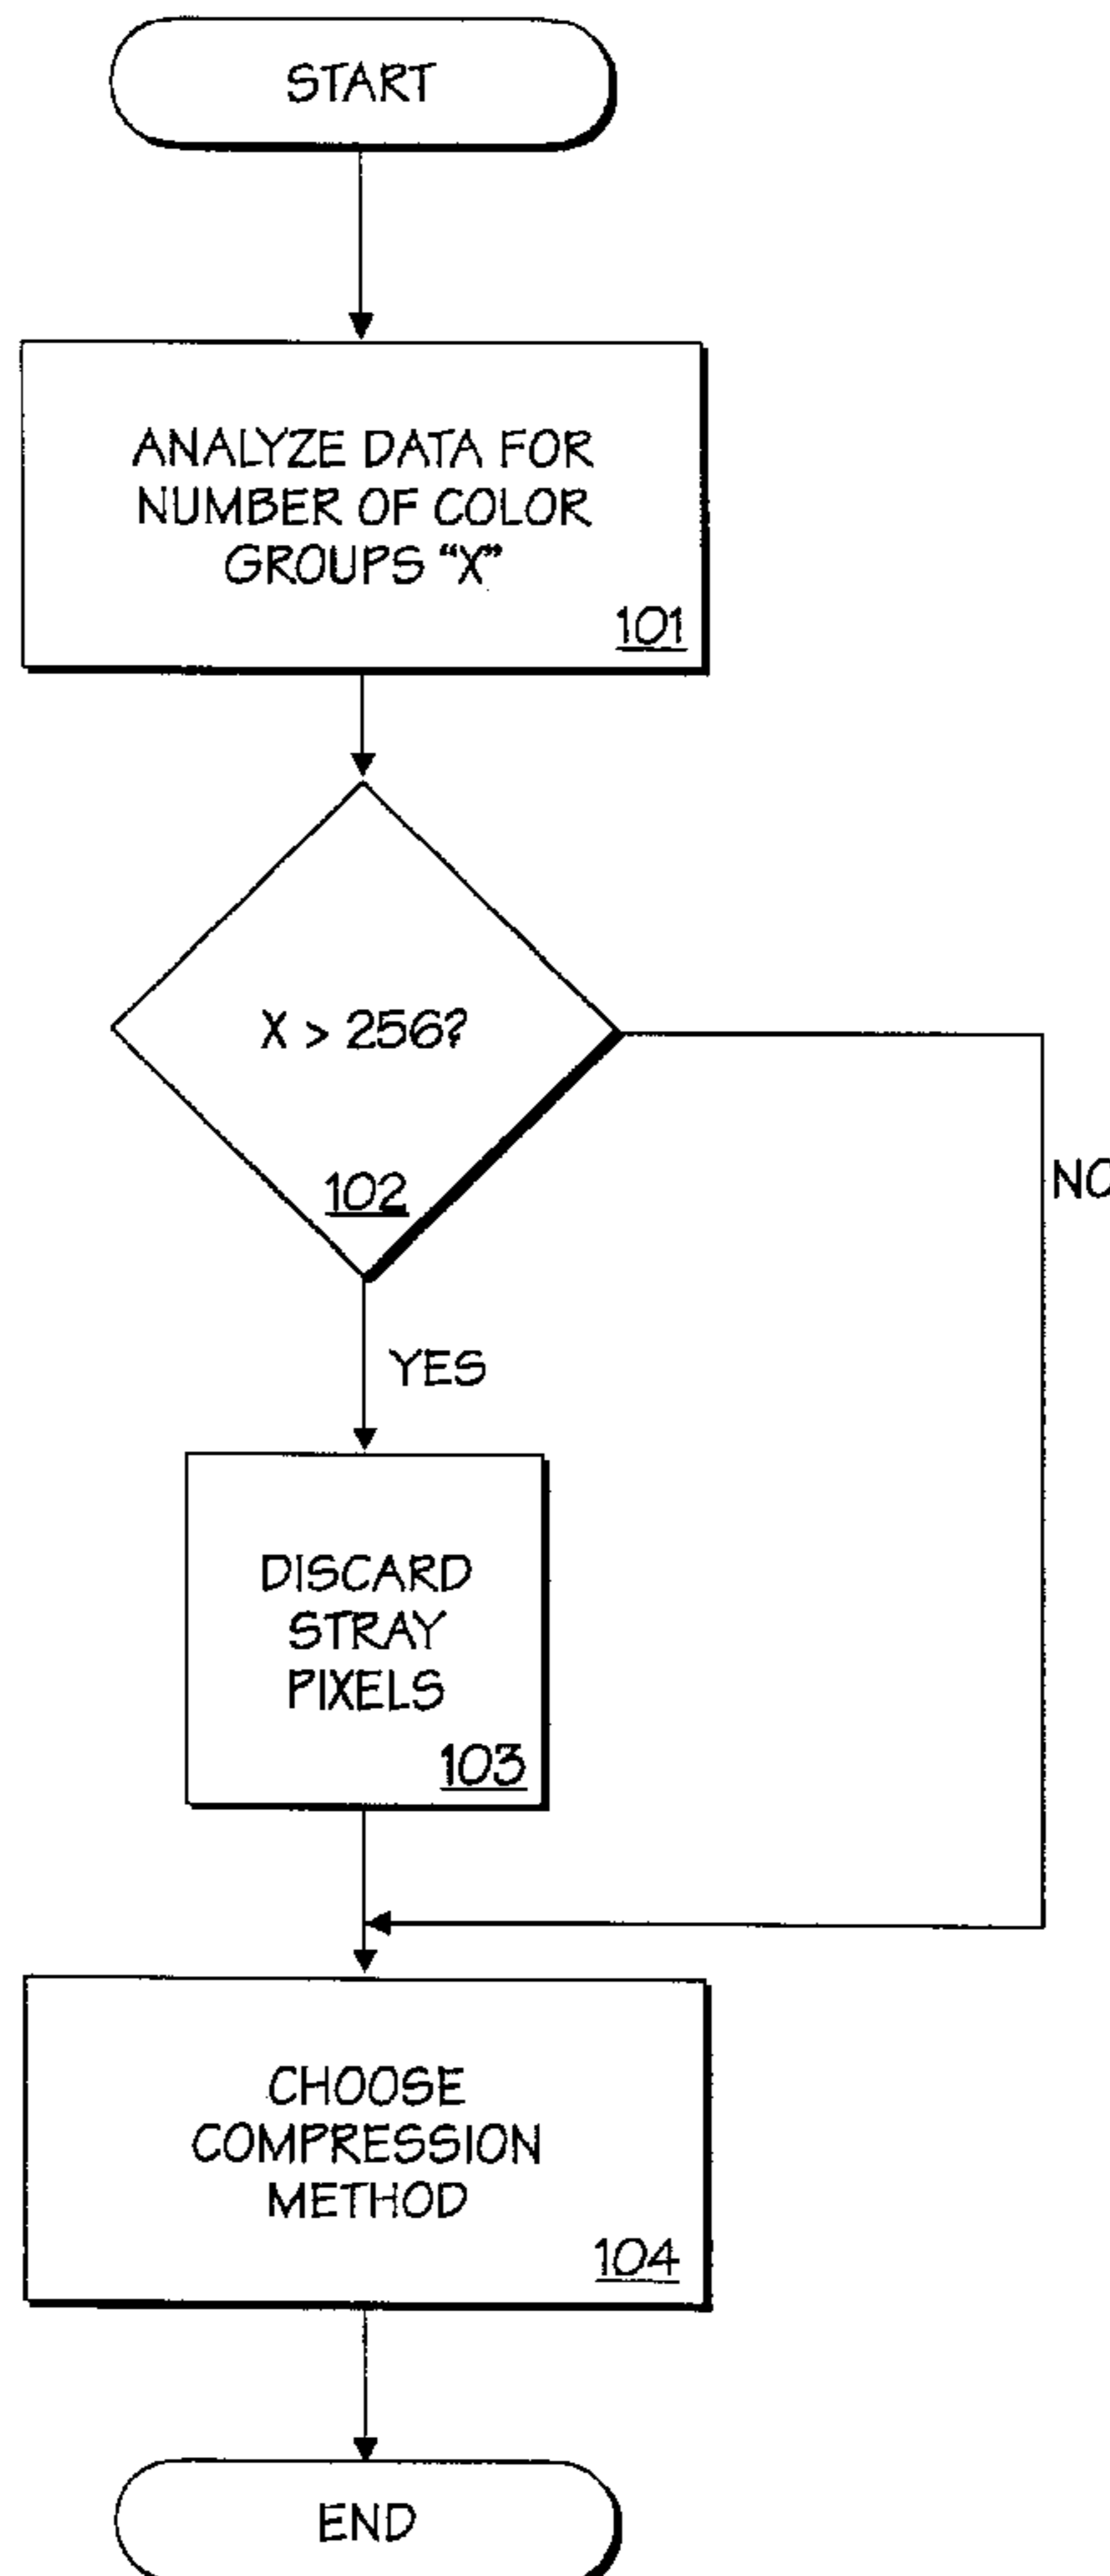 START
ANALYZE DATA FOR
NUMBER OF COLOR
GROUPS “X”
101
X > 256?
102
NO
YES
DISCARD
STRAY
PIXELS
103
CHOOSE
COMPRESSION
METHOD
104
END